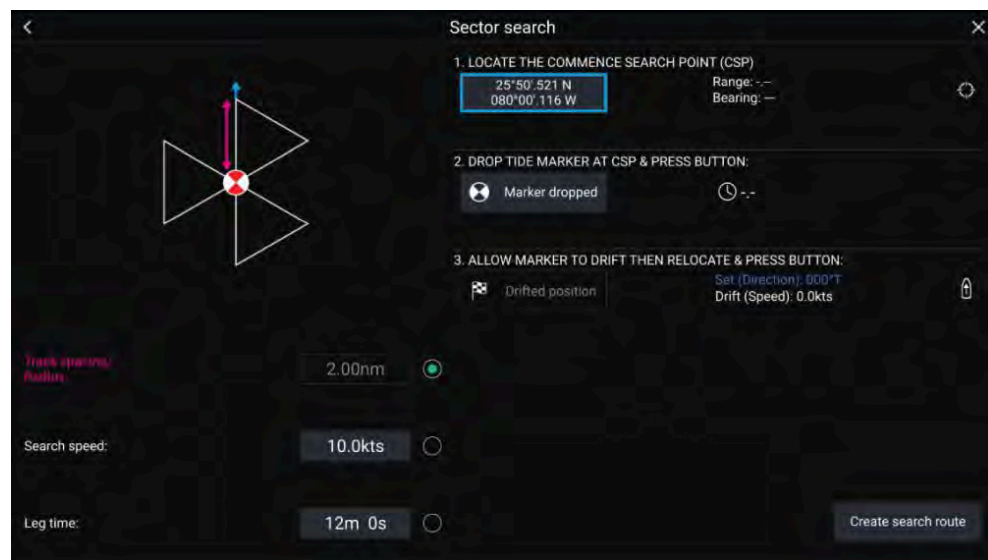 Sector search
1. LOCATE THE COMMENCE SEARCH POINT (CSP)
25°50'.521 N
080°00'.116 W
Range: -.--
Bearing: ---
2. DROP TIDE MARKER AT CSP & PRESS BUTTON:
Marker dropped
-.-
3. ALLOW MARKER TO DRIFT THEN RELOCATE & PRESS BUTTON:
Drifted position
Set (Direction): 000°T
Drift (Speed): 0.0kts
Track spacing/
Radius:
2.00nm
Search speed:
10.0kts
Leg time:
12m 0s
Create search route